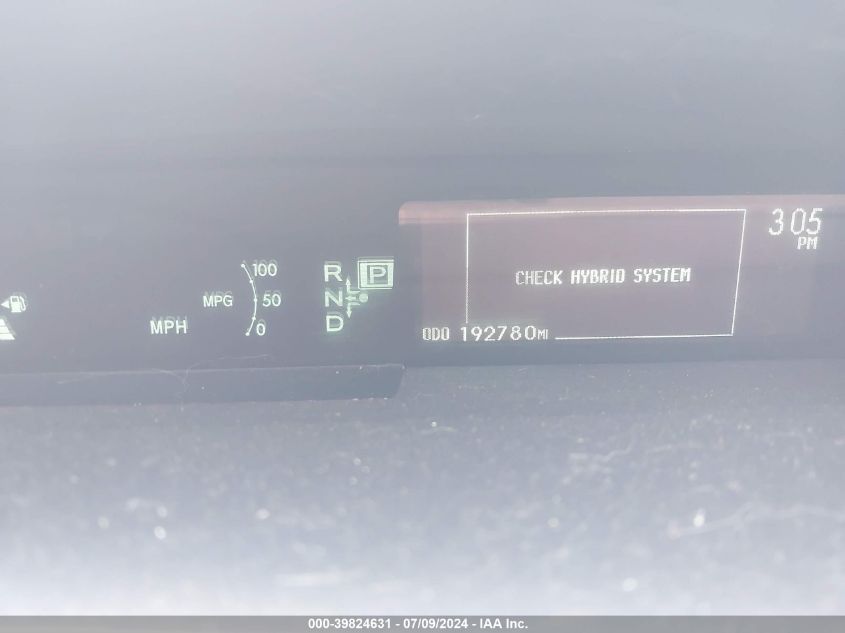 305
PM
CHECK HYBRID SYSTEM
ODO 192780MI
100
MPG 50
0
MPH
R P
N
D
000-39824631 - 07/09/2024 - IAA Inc.